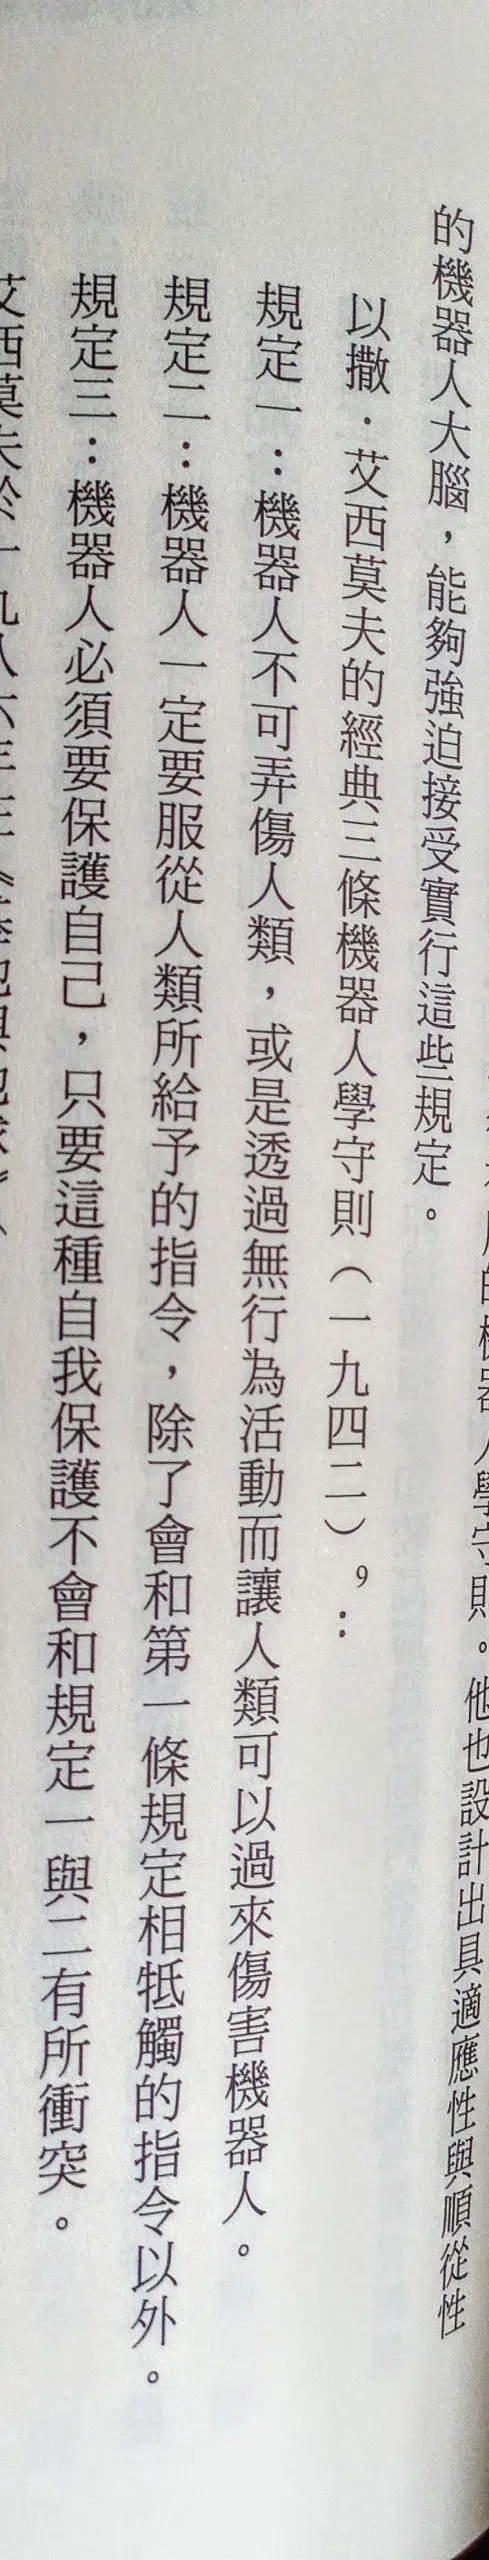 的機器人學守則。他也設計出具適應性與順從性
的機器人大腦，能夠強迫接受實行這些規定。
以撒．艾西莫夫的經典三條機器人學守則（一九四二）9：
規定一：機器人不可弄傷人類，或是透過無行為活動而讓人類可以過來傷害機器人。
規定二：機器人一定要服從人類所給予的指令，除了會和第一條規定相牴觸的指令以外。
規定三：機器人必須要保護自己，只要這種自我保護不會和規定一與二有所衝突。
艾西莫夫於一九八六年在《基地與地球》